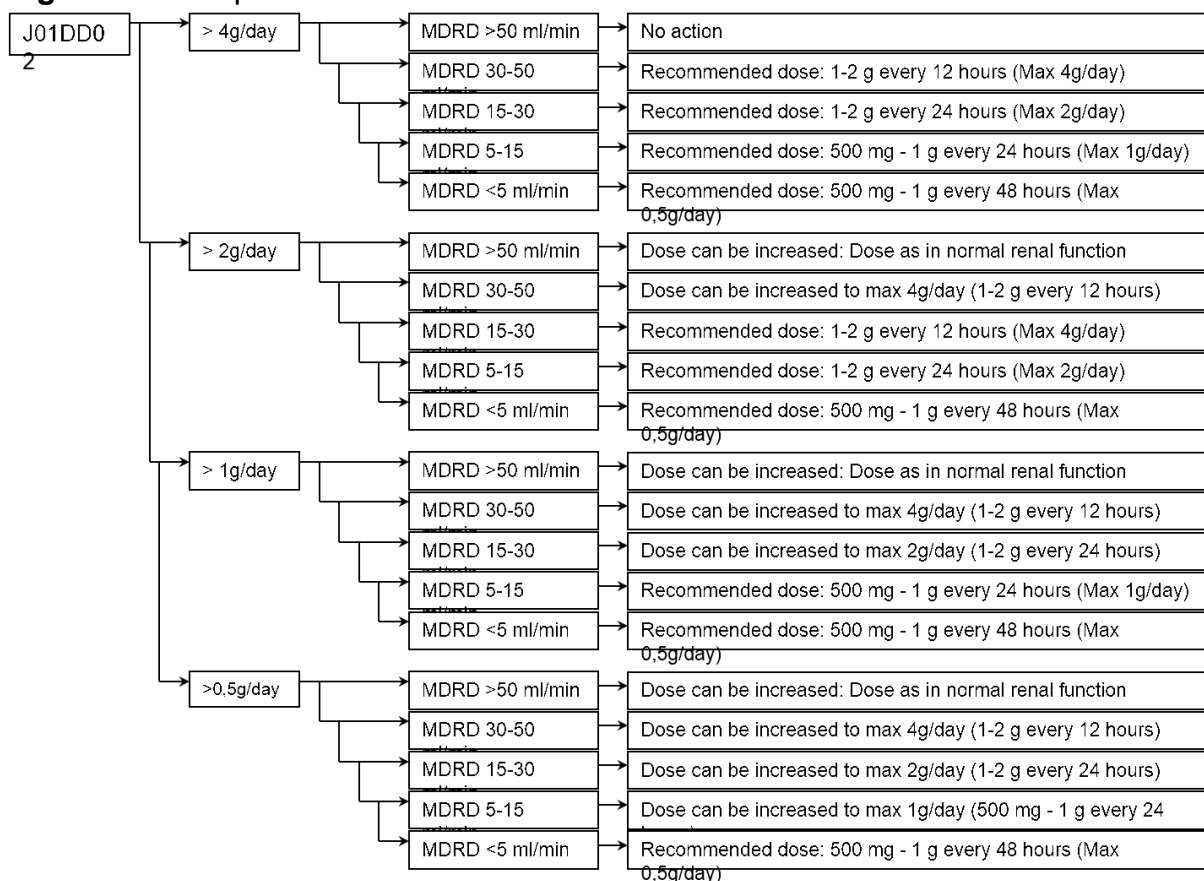 J01DD0
2
> 4g/day
MDRD >50 ml/min
No action
MDRD 30-50
Recommended dose: 1-2 g every 12 hours (Max 4g/day)
MDRD 15-30
Recommended dose: 1-2 g every 24 hours (Max 2g/day)
MDRD 5-15
Recommended dose: 500 mg - 1 g every 24 hours (Max 1g/day)
MDRD <5 ml/min
Recommended dose: 500 mg - 1 g every 48 hours (Max
0,5g/day)
> 2g/day
MDRD >50 ml/min
Dose can be increased: Dose as in normal renal function
MDRD 30-50
Dose can be increased to max 4g/day (1-2 g every 12 hours)
MDRD 15-30
Recommended dose: 1-2 g every 12 hours (Max 4g/day)
MDRD 5-15
Recommended dose: 1-2 g every 24 hours (Max 2g/day)
MDRD <5 ml/min
Recommended dose: 500 mg - 1 g every 48 hours (Max
0,5g/day)
> 1g/day
MDRD >50 ml/min
Dose can be increased: Dose as in normal renal function
MDRD 30-50
Dose can be increased to max 4g/day (1-2 g every 12 hours)
MDRD 15-30
Dose can be increased to max 2g/day (1-2 g every 24 hours)
MDRD 5-15
Recommended dose: 500 mg - 1 g every 24 hours (Max 1g/day)
MDRD <5 ml/min
Recommended dose: 500 mg - 1 g every 48 hours (Max
0,5g/day)
>0,5g/day
MDRD >50 ml/min
Dose can be increased: Dose as in normal renal function
MDRD 30-50
Dose can be increased to max 4g/day (1-2 g every 12 hours)
MDRD 15-30
Dose can be increased to max 2g/day (1-2 g every 24 hours)
MDRD 5-15
Dose can be increased to max 1g/day (500 mg - 1 g every 24
MDRD <5 ml/min
Recommended dose: 500 mg - 1 g every 48 hours (Max
0,5g/day)